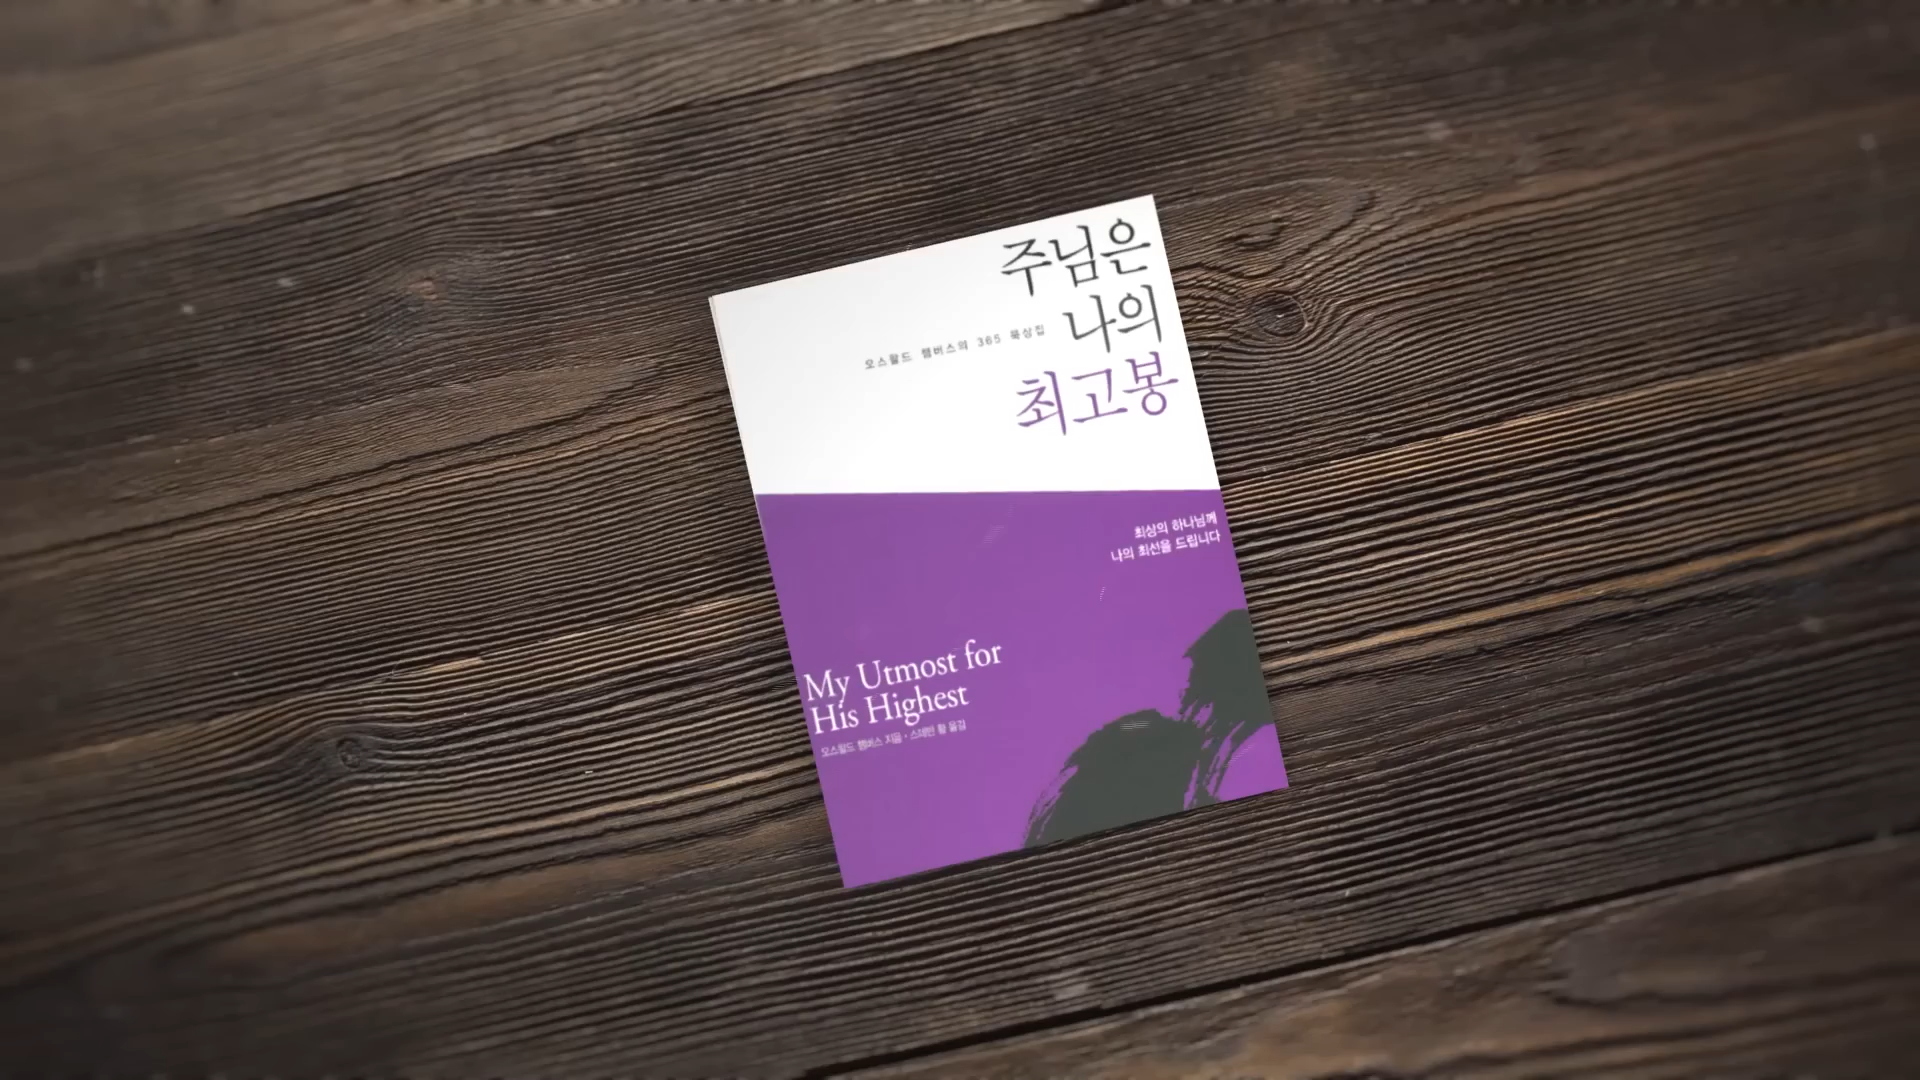 주님은
나의
오스왈드 챔버스의 365 묵상집
최고봉
최상의 하나님께
나의 최선을 드립니다
My Utmost for
His Highest
오스왈드 챔버스 지음 · 스데반 황 옮김